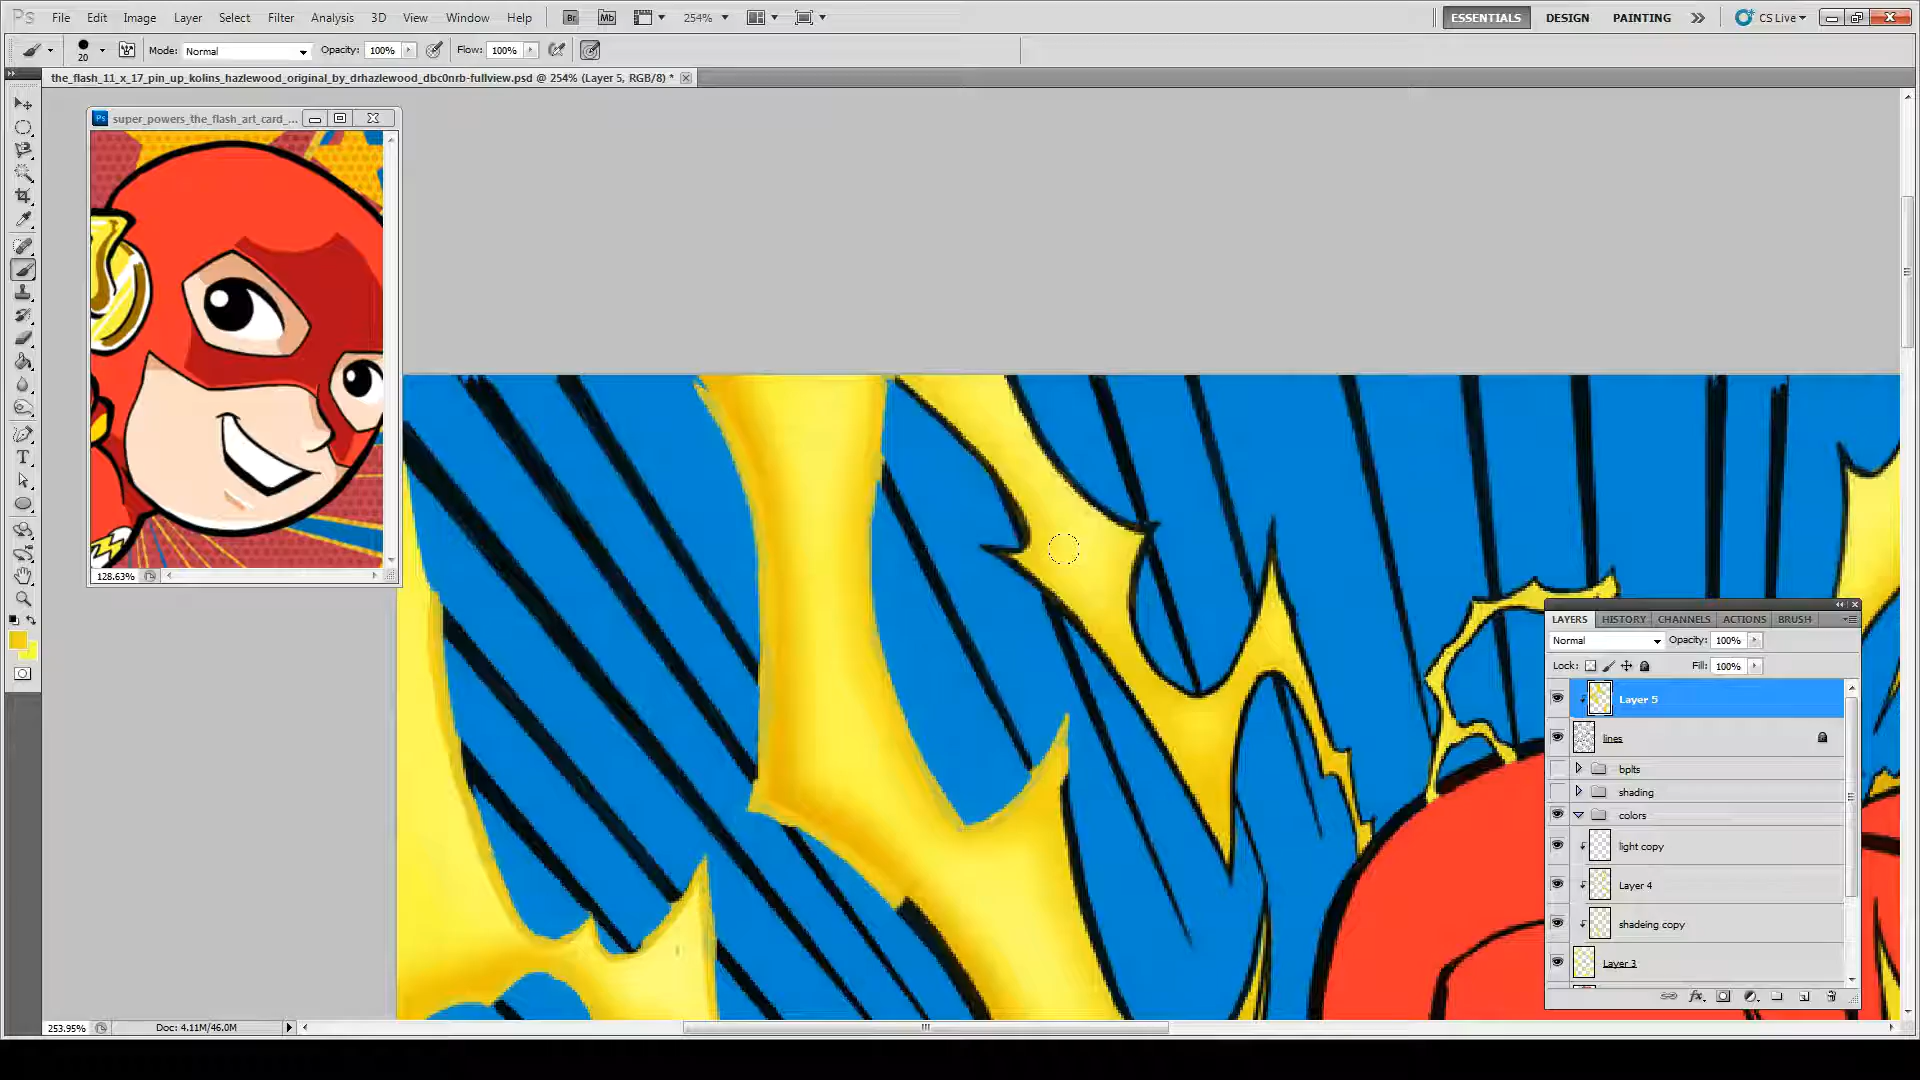 Ps File Edit Image Layer Select Filter Analysis 3D View Window Help Br Mb 254% ESSENTIALS DESIGN PAINTING CS Live
20 Mode: Normal Opacity: 100% Flow: 100%
the_flash_11_x_17_pin_up_kolins_hazlewood_original_by_drhazlewood_dbc0nrb-fullview.psd @ 254% (Layer 5, RGB/8) *
Ps super_powers_the_flash_art_card_...
128.63%
LAYERS HISTORY CHANNELS ACTIONS BRUSH
Normal Opacity: 100%
Lock: Fill: 100%
Layer 5
lines
bplts
shading
colors
light copy
Layer 4
shadeing copy
Layer 3
fx
253.95% Doc: 4.11M/46.0M